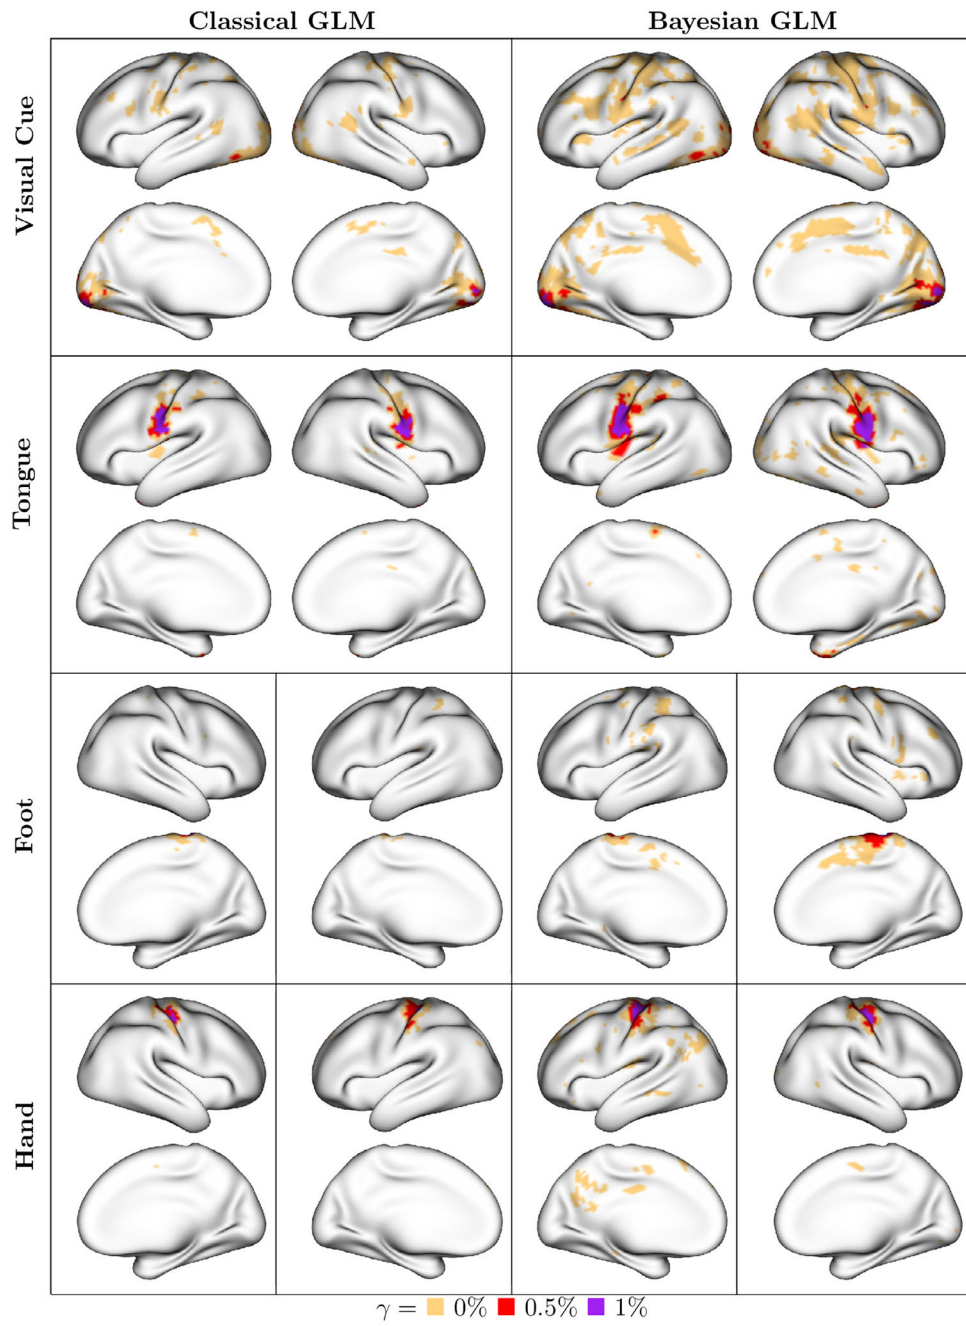 Classical GLM Bayesian GLM
Visual Cue
Tongue
Foot
Hand
γ = 0% 0.5% 1%